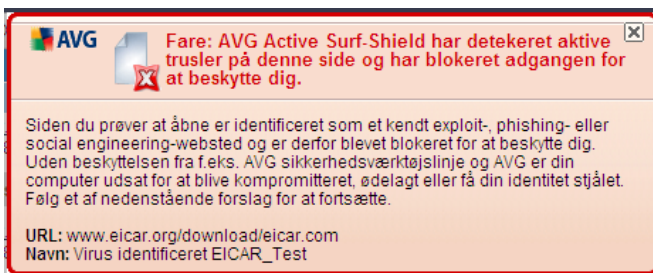 AVG
Fare: AVG Active Surf-Shield har detekeret aktive
trusler på denne side og har blokeret adgangen for
at beskytte dig.
Siden du prøver at åbne er identificeret som et kendt exploit-, phishing- eller
social engineering-websted og er derfor blevet blokeret for at beskytte dig.
Uden beskyttelsen fra f.eks. AVG sikkerhedsværktøjslinje og AVG er din
computer udsat for at blive kompromitteret, ødelagt eller få din identitet stjålet.
Følg et af nedenstående forslag for at fortsætte.
URL: www.eicar.org/download/eicar.com
Navn: Virus identificeret EICAR_Test